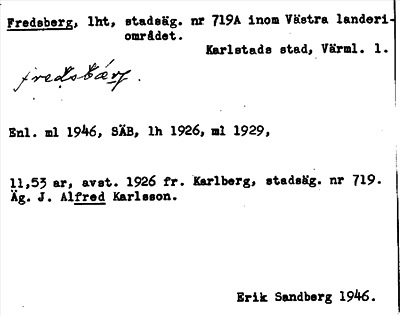 Fredsberg, lht, stadsäg. nr 719A inom Västra landeri-
området.
Karlstads stad, Värml. l.
fredsbärj.
Enl. ml 1946, SÄB, lh 1926, ml 1929,
11,53 ar, avst. 1926 fr. Karlberg, stadsäg. nr 719.
Äg. J. Alfred Karlsson.
Erik Sandberg 1946.